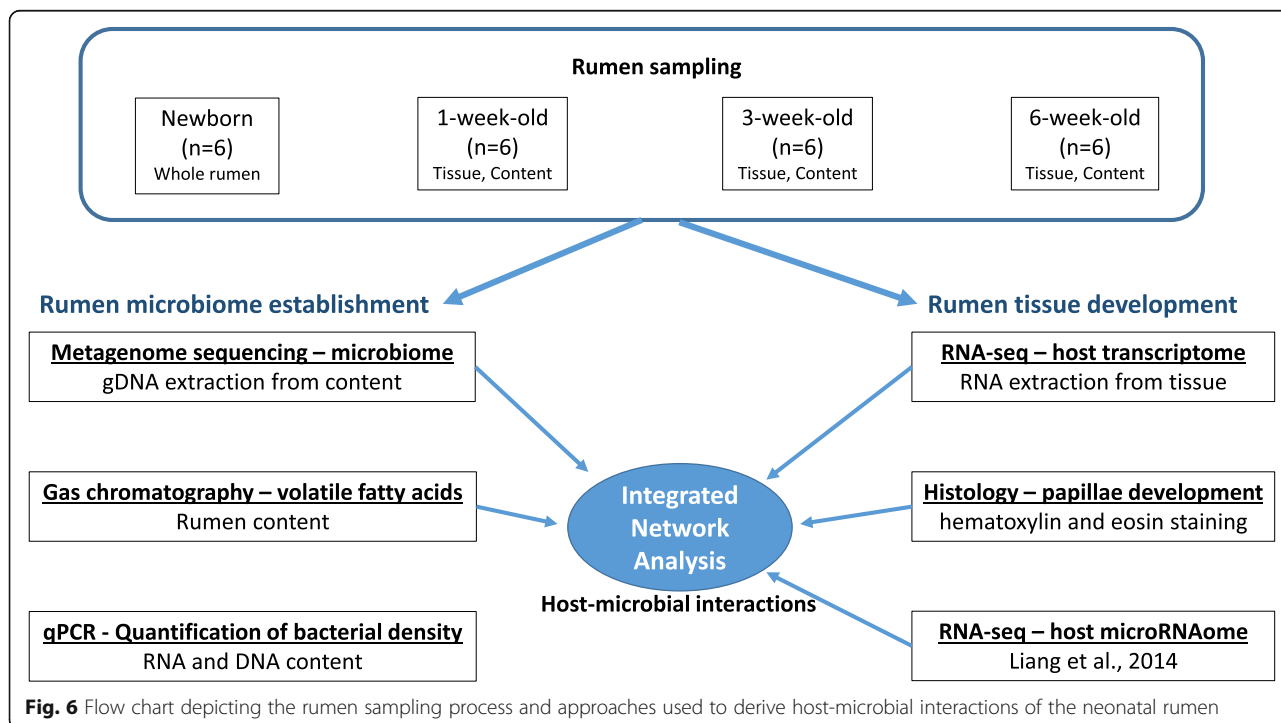 Rumen sampling
Newborn
(n=6)
Whole rumen
1-week-old
(n=6)
Tissue, Content
3-week-old
(n=6)
Tissue, Content
6-week-old
(n=6)
Tissue, Content
Rumen microbiome establishment
Metagenome sequencing – microbiome
gDNA extraction from content
Gas chromatography – volatile fatty acids
Rumen content
qPCR - Quantification of bacterial density
RNA and DNA content
Integrated
Network
Analysis
Host-microbial interactions
Rumen tissue development
RNA-seq – host transcriptome
RNA extraction from tissue
Histology – papillae development
hematoxylin and eosin staining
RNA-seq – host microRNAome
Liang et al., 2014
Fig. 6 Flow chart depicting the rumen sampling process and approaches used to derive host-microbial interactions of the neonatal rumen